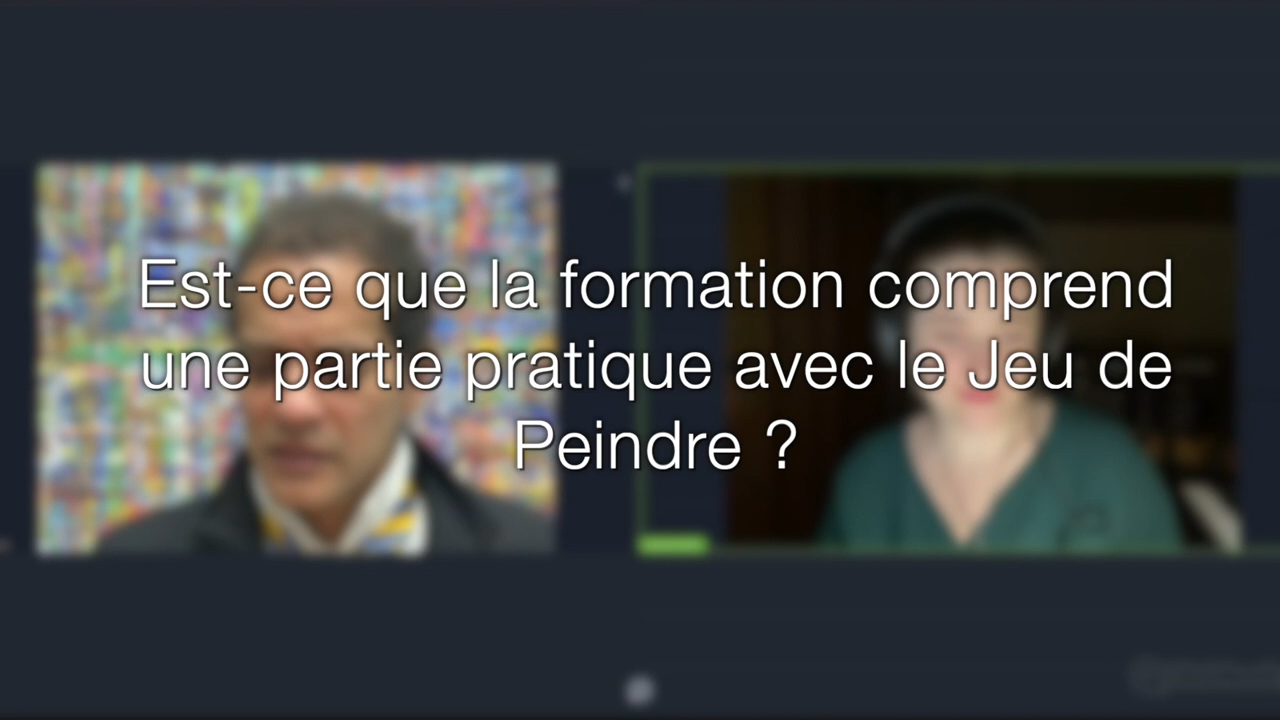 Est-ce que la formation comprend
une partie pratique avec le Jeu de
Peindre ?